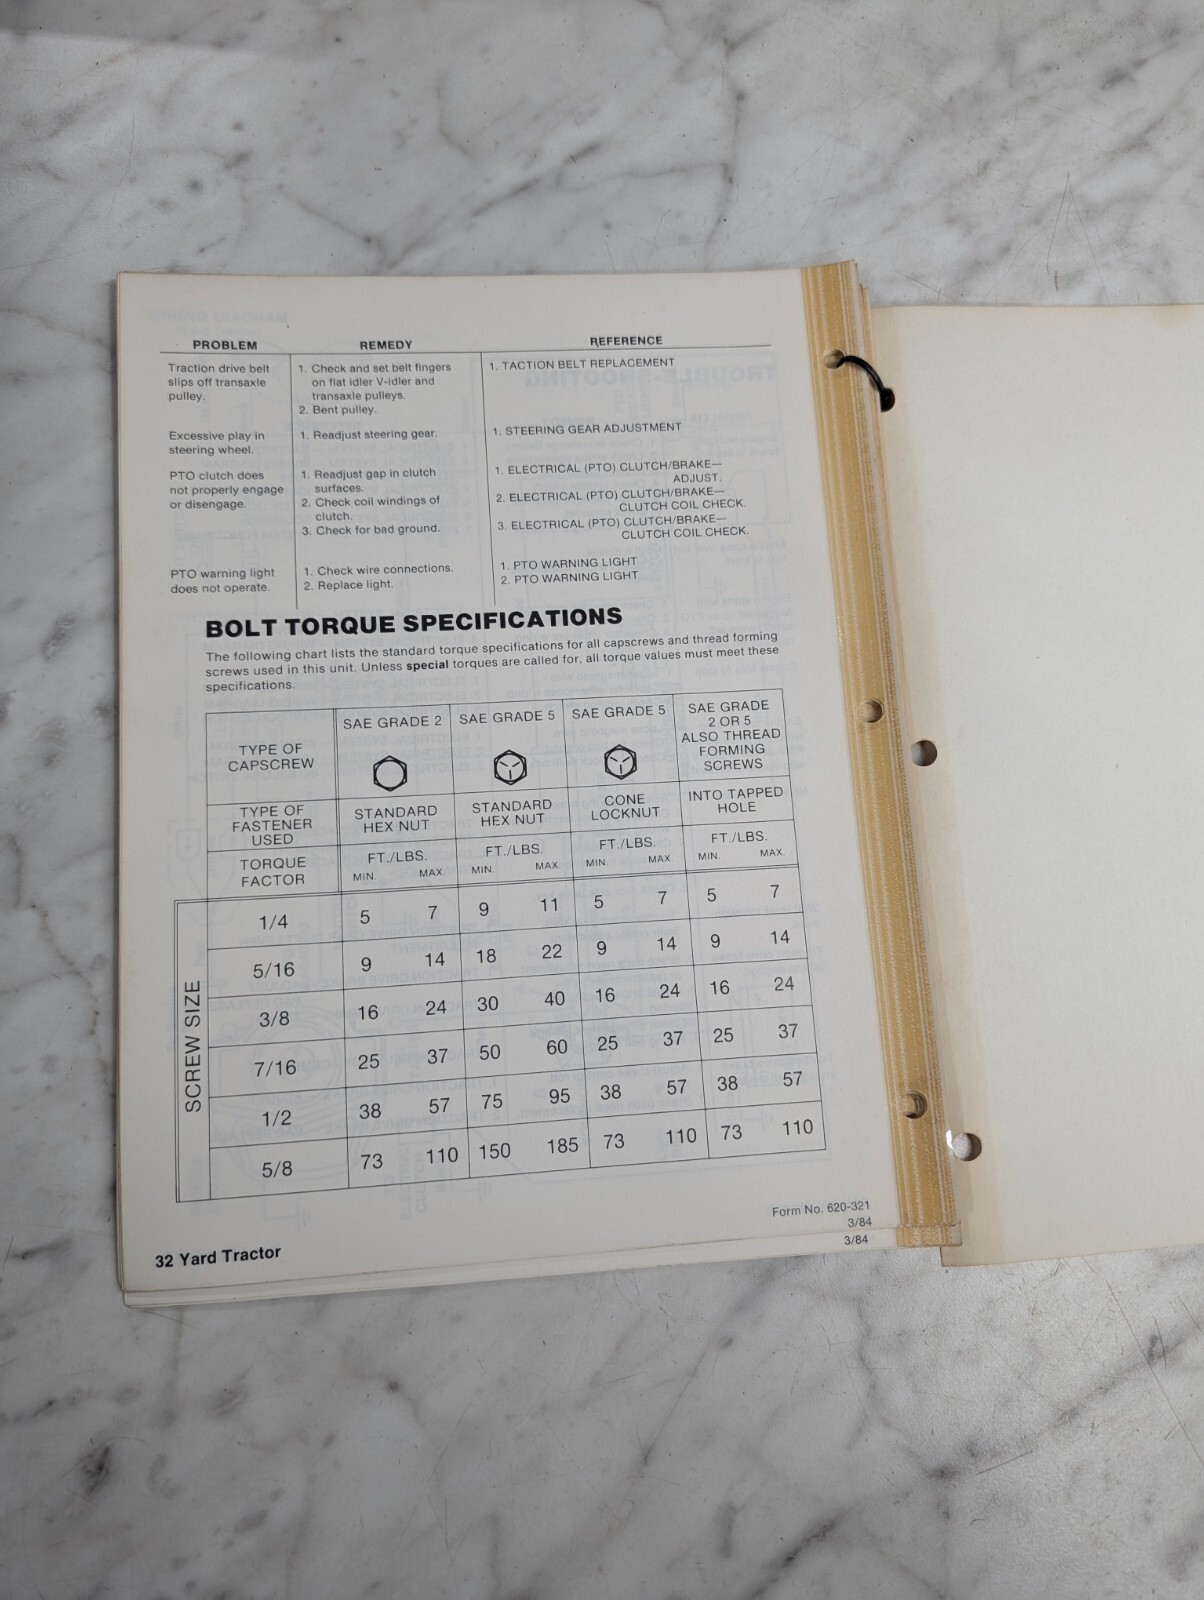 PROBLEM REMEDY REFERENCE
Traction drive belt
slips off transaxle
pulley.
1. Check and set belt fingers
on flat idler V-idler and
transaxle pulleys.
2. Bent pulley.
1. TACTION BELT REPLACEMENT
Excessive play in
steering wheel.
1. Readjust steering gear.
1. STEERING GEAR ADJUSTMENT
PTO clutch does
not properly engage
or disengage.
1. Readjust gap in clutch
surfaces.
2. Check coil windings of
clutch.
3. Check for bad ground.
1. ELECTRICAL (PTO) CLUTCH/BRAKE—
ADJUST.
2. ELECTRICAL (PTO) CLUTCH/BRAKE—
CLUTCH COIL CHECK.
3. ELECTRICAL (PTO) CLUTCH/BRAKE—
CLUTCH COIL CHECK.
PTO warning light
does not operate.
1. Check wire connections.
2. Replace light.
1. PTO WARNING LIGHT
2. PTO WARNING LIGHT
BOLT TORQUE SPECIFICATIONS
The following chart lists the standard torque specifications for all capscrews and thread forming
screws used in this unit. Unless special torques are called for, all torque values must meet these
specifications.
TYPE OF
CAPSCREW
SAE GRADE 2
SAE GRADE 5
SAE GRADE 5
SAE GRADE
2 OR 5
ALSO THREAD
FORMING
SCREWS
TYPE OF
FASTENER
USED
STANDARD
HEX NUT
STANDARD
HEX NUT
CONE
LOCKNUT
INTO TAPPED
HOLE
TORQUE
FACTOR
FT./LBS.
MIN. MAX.
FT./LBS.
MIN. MAX.
FT./LBS.
MIN. MAX.
FT./LBS.
MIN. MAX.
SCREW SIZE
1/4 5 7 9 11 5 7 5 7
5/16 9 14 18 22 9 14 9 14
3/8 16 24 30 40 16 24 16 24
7/16 25 37 50 60 25 37 25 37
1/2 38 57 75 95 38 57 38 57
5/8 73 110 150 185 73 110 73 110
Form No. 620-321
3/84
32 Yard Tractor
3/84